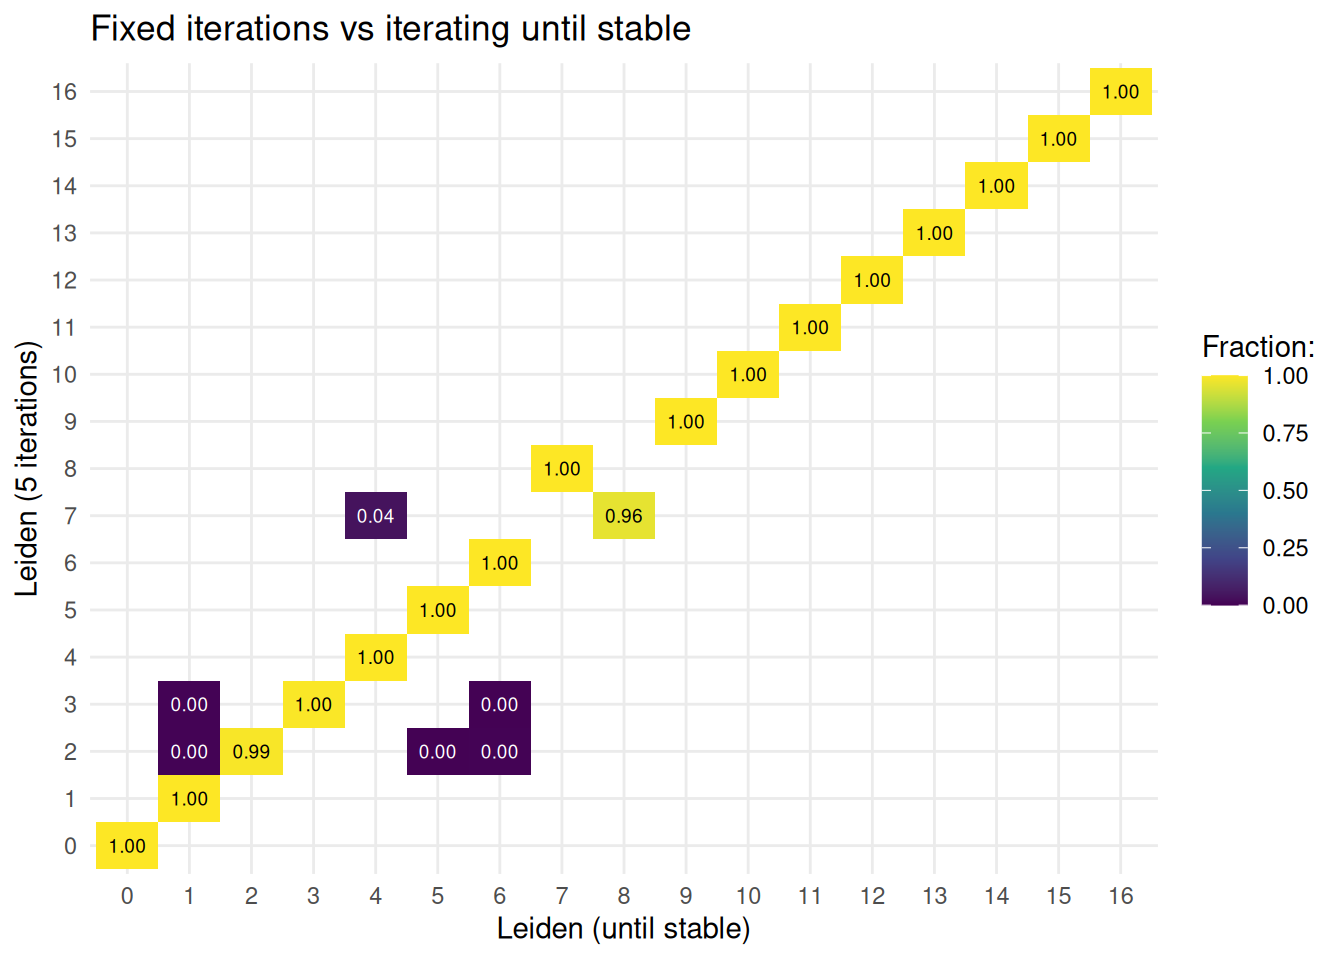 Fixed iterations vs iterating until stable
Leiden (5 iterations)
16 1.00
15 1.00
14 1.00
13 1.00
12 1.00
11 1.00
10 1.00
9 1.00
8 1.00
7 0.04 0.96
6 1.00
5 1.00
4 1.00
3 0.00 1.00 0.00
2 0.00 0.99 0.00 0.00
1 1.00
0 1.00
0 1 2 3 4 5 6 7 8 9 10 11 12 13 14 15 16
Leiden (until stable)
Fraction:
1.00
0.75
0.50
0.25
0.00